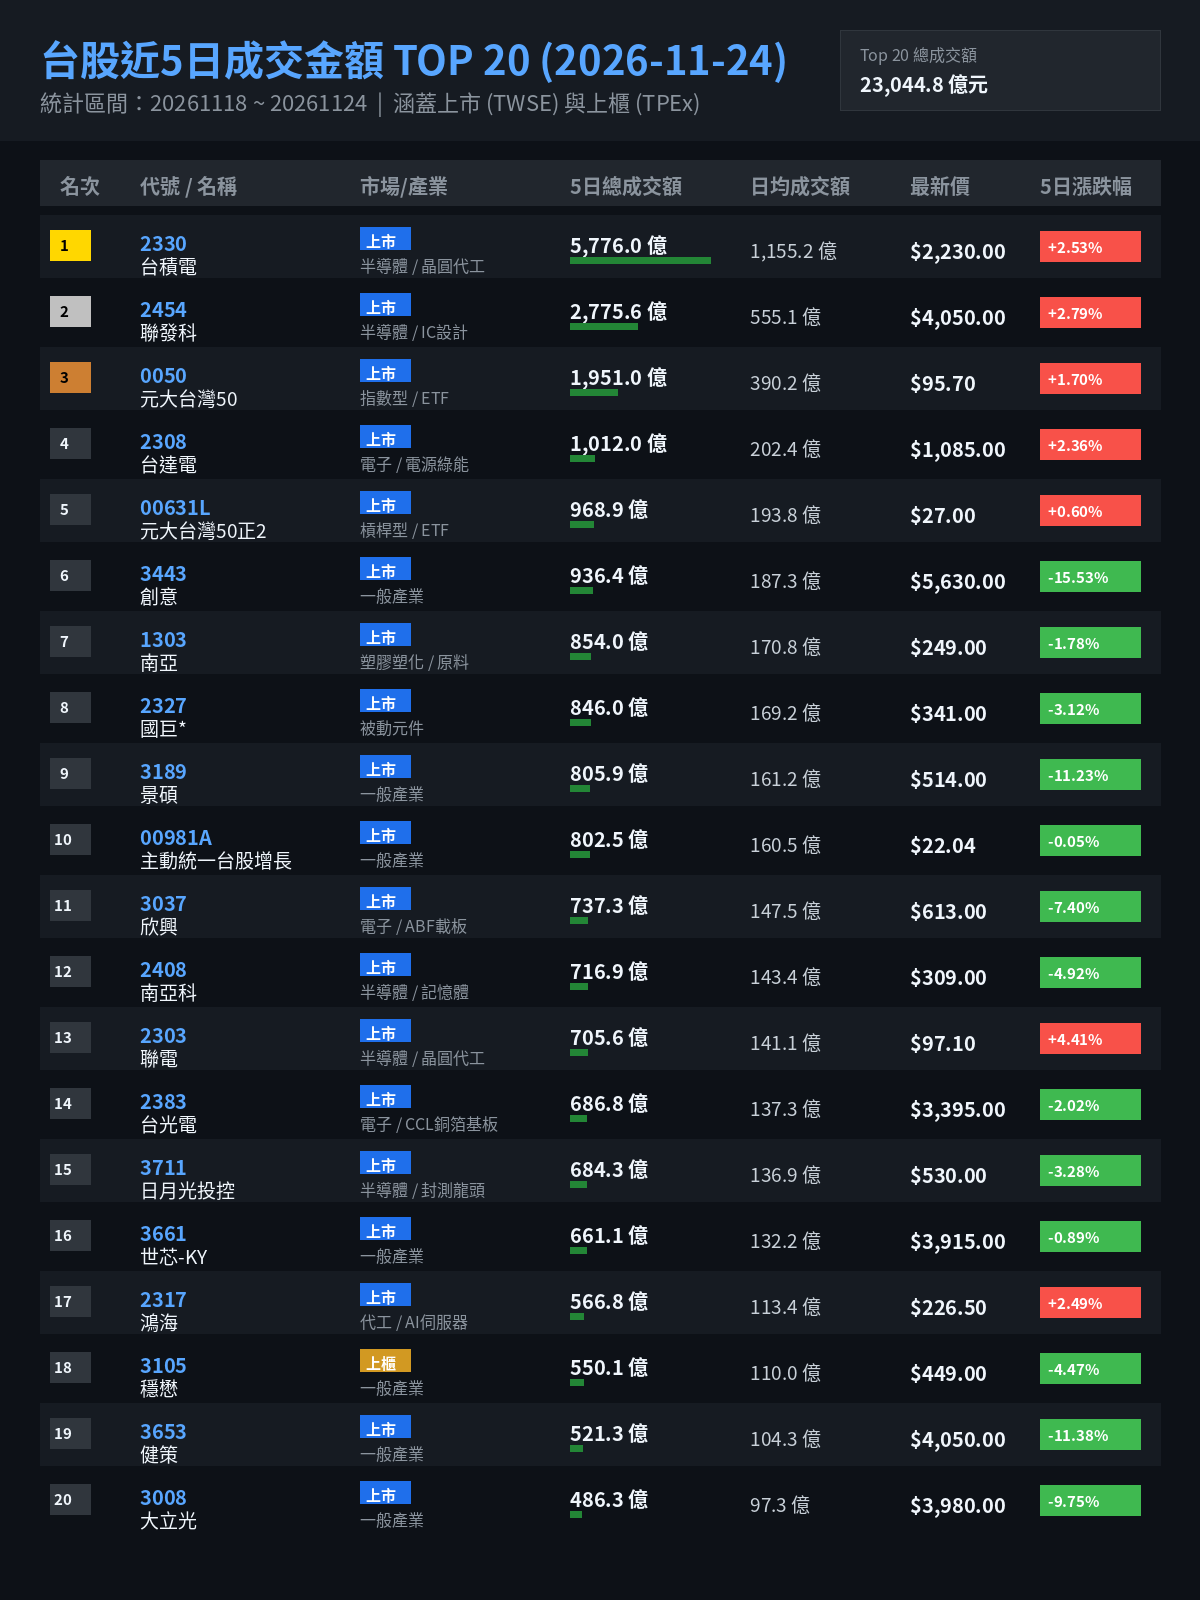 台股近5日成交金額 TOP 20 (2026-11-24)
統計區間：20261118 ~ 20261124 | 涵蓋上市 (TWSE) 與上櫃 (TPEx)
Top 20 總成交額
23,044.8 億元
名次 代號 / 名稱 市場/產業 5日總成交額 日均成交額 最新價 5日漲跌幅
1 2330 上市 5,776.0 億 1,155.2 億 $2,230.00 +2.53%
台積電 半導體 / 晶圓代工
2 2454 上市 2,775.6 億 555.1 億 $4,050.00 +2.79%
聯發科 半導體 / IC設計
3 0050 上市 1,951.0 億 390.2 億 $95.70 +1.70%
元大台灣50 指數型 / ETF
4 2308 上市 1,012.0 億 202.4 億 $1,085.00 +2.36%
台達電 電子 / 電源綠能
5 00631L 上市 968.9 億 193.8 億 $27.00 +0.60%
元大台灣50正2 槓桿型 / ETF
6 3443 上市 936.4 億 187.3 億 $5,630.00 -15.53%
創意 一般產業
7 1303 上市 854.0 億 170.8 億 $249.00 -1.78%
南亞 塑膠塑化 / 原料
8 2327 上市 846.0 億 169.2 億 $341.00 -3.12%
國巨* 被動元件
9 3189 上市 805.9 億 161.2 億 $514.00 -11.23%
景碩 一般產業
10 00981A 上市 802.5 億 160.5 億 $22.04 -0.05%
主動統一台股增長 一般產業
11 3037 上市 737.3 億 147.5 億 $613.00 -7.40%
欣興 電子 / ABF載板
12 2408 上市 716.9 億 143.4 億 $309.00 -4.92%
南亞科 半導體 / 記憶體
13 2303 上市 705.6 億 141.1 億 $97.10 +4.41%
聯電 半導體 / 晶圓代工
14 2383 上市 686.8 億 137.3 億 $3,395.00 -2.02%
台光電 電子 / CCL銅箔基板
15 3711 上市 684.3 億 136.9 億 $530.00 -3.28%
日月光投控 半導體 / 封測龍頭
16 3661 上市 661.1 億 132.2 億 $3,915.00 -0.89%
世芯-KY 一般產業
17 2317 上市 566.8 億 113.4 億 $226.50 +2.49%
鴻海 代工 / AI伺服器
18 3105 上櫃 550.1 億 110.0 億 $449.00 -4.47%
穩懋 一般產業
19 3653 上市 521.3 億 104.3 億 $4,050.00 -11.38%
健策 一般產業
20 3008 上市 486.3 億 97.3 億 $3,980.00 -9.75%
大立光 一般產業